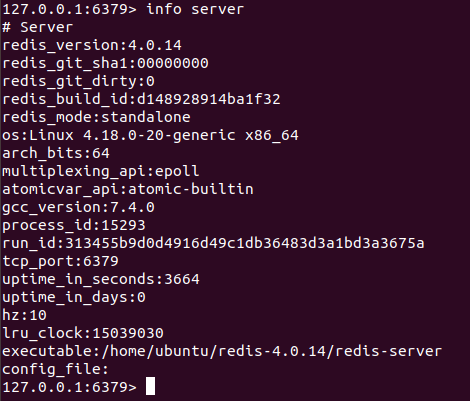 127.0.0.1:6379> info server
# Server
redis_version:4.0.14
redis_git_sha1:00000000
redis_git_dirty:0
redis_build_id:d148928914ba1f32
redis_mode:standalone
os:Linux 4.18.0-20-generic x86_64
arch_bits:64
multiplexing_api:epoll
atomicvar_api:atomic-builtin
gcc_version:7.4.0
process_id:15293
run_id:313455b9d0d4916d49c1db36483d3a1bd3a3675a
tcp_port:6379
uptime_in_seconds:3664
uptime_in_days:0
hz:10
lru_clock:15039030
executable:/home/ubuntu/redis-4.0.14/redis-server
config_file:
127.0.0.1:6379>